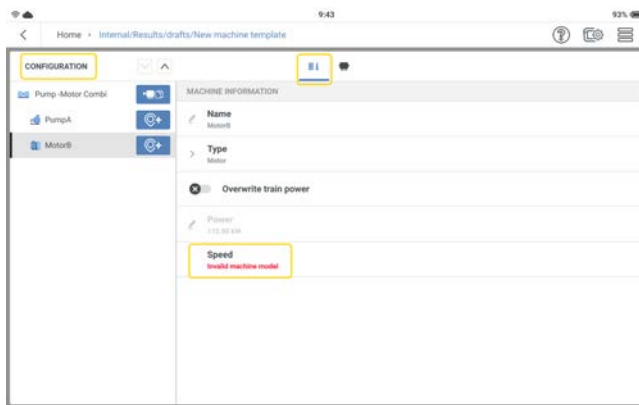 9:43
93%
Home › Internal/Results/drafts/New machine template
CONFIGURATION
Pump -Motor Combi
PumpA
MotorB
MACHINE INFORMATION
Name
MotorB
Type
Motor
Overwrite train power
Power
kW
Speed
Invalid machine model